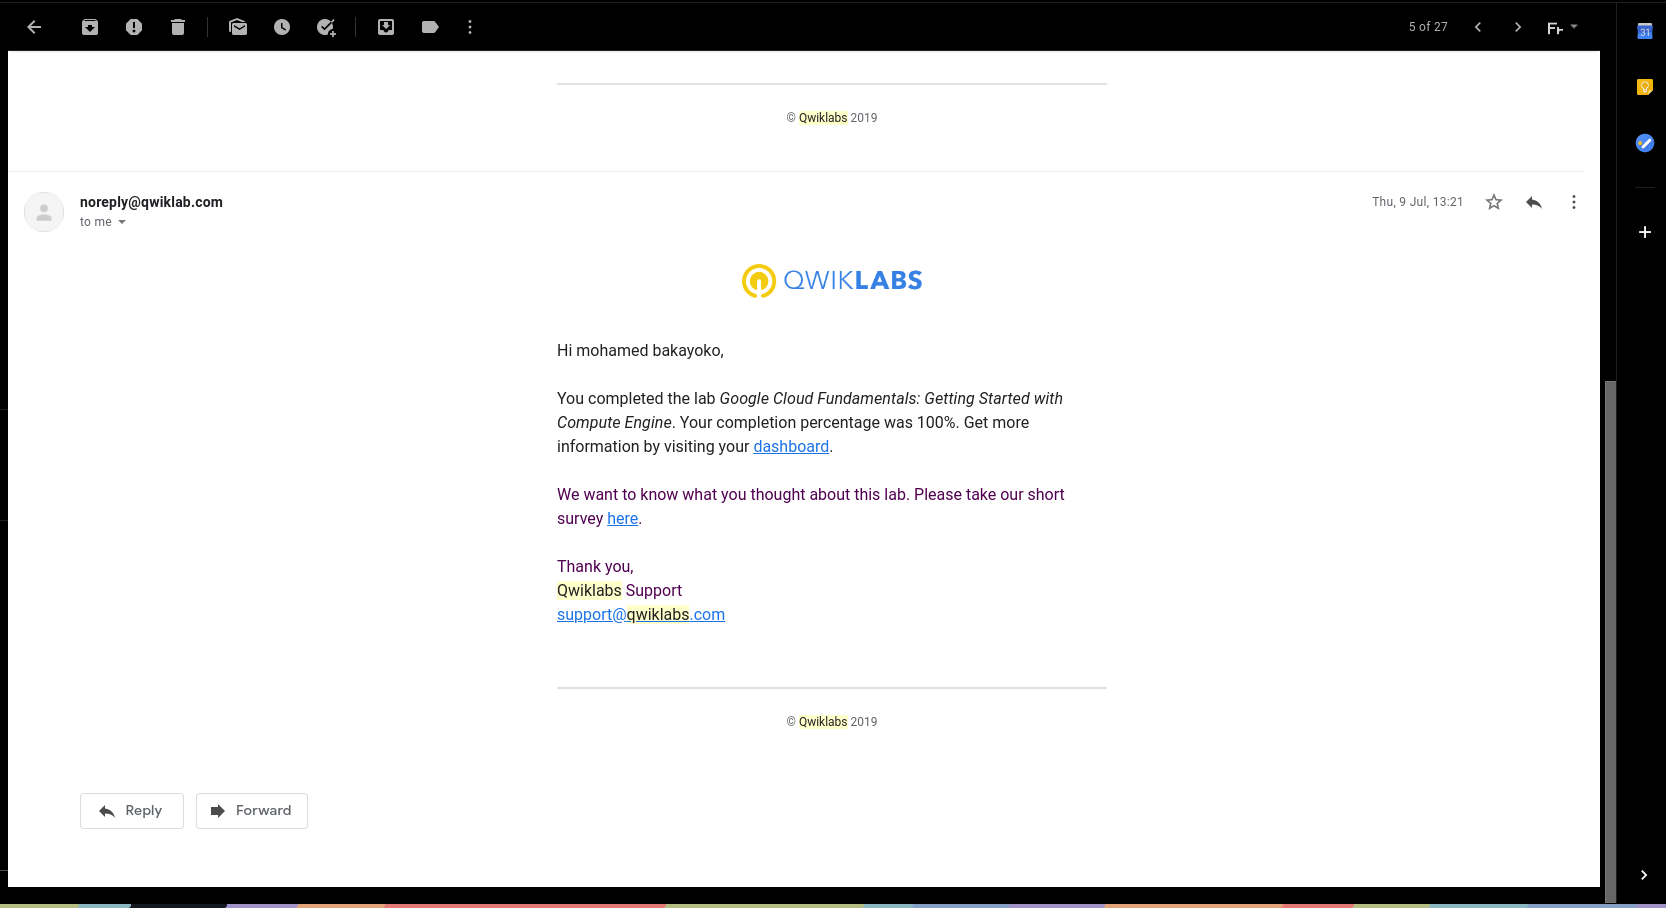 5 of 27
31
© Qwiklabs 2019
noreply@qwiklab.com
Thu, 9 Jul, 13:21
to me
QWIKLABS
Hi mohamed bakayoko,
You completed the lab Google Cloud Fundamentals: Getting Started with
Compute Engine. Your completion percentage was 100%. Get more
information by visiting your dashboard.
We want to know what you thought about this lab. Please take our short
survey here.
Thank you,
Qwiklabs Support
support@qwiklabs.com
© Qwiklabs 2019
Reply
Forward